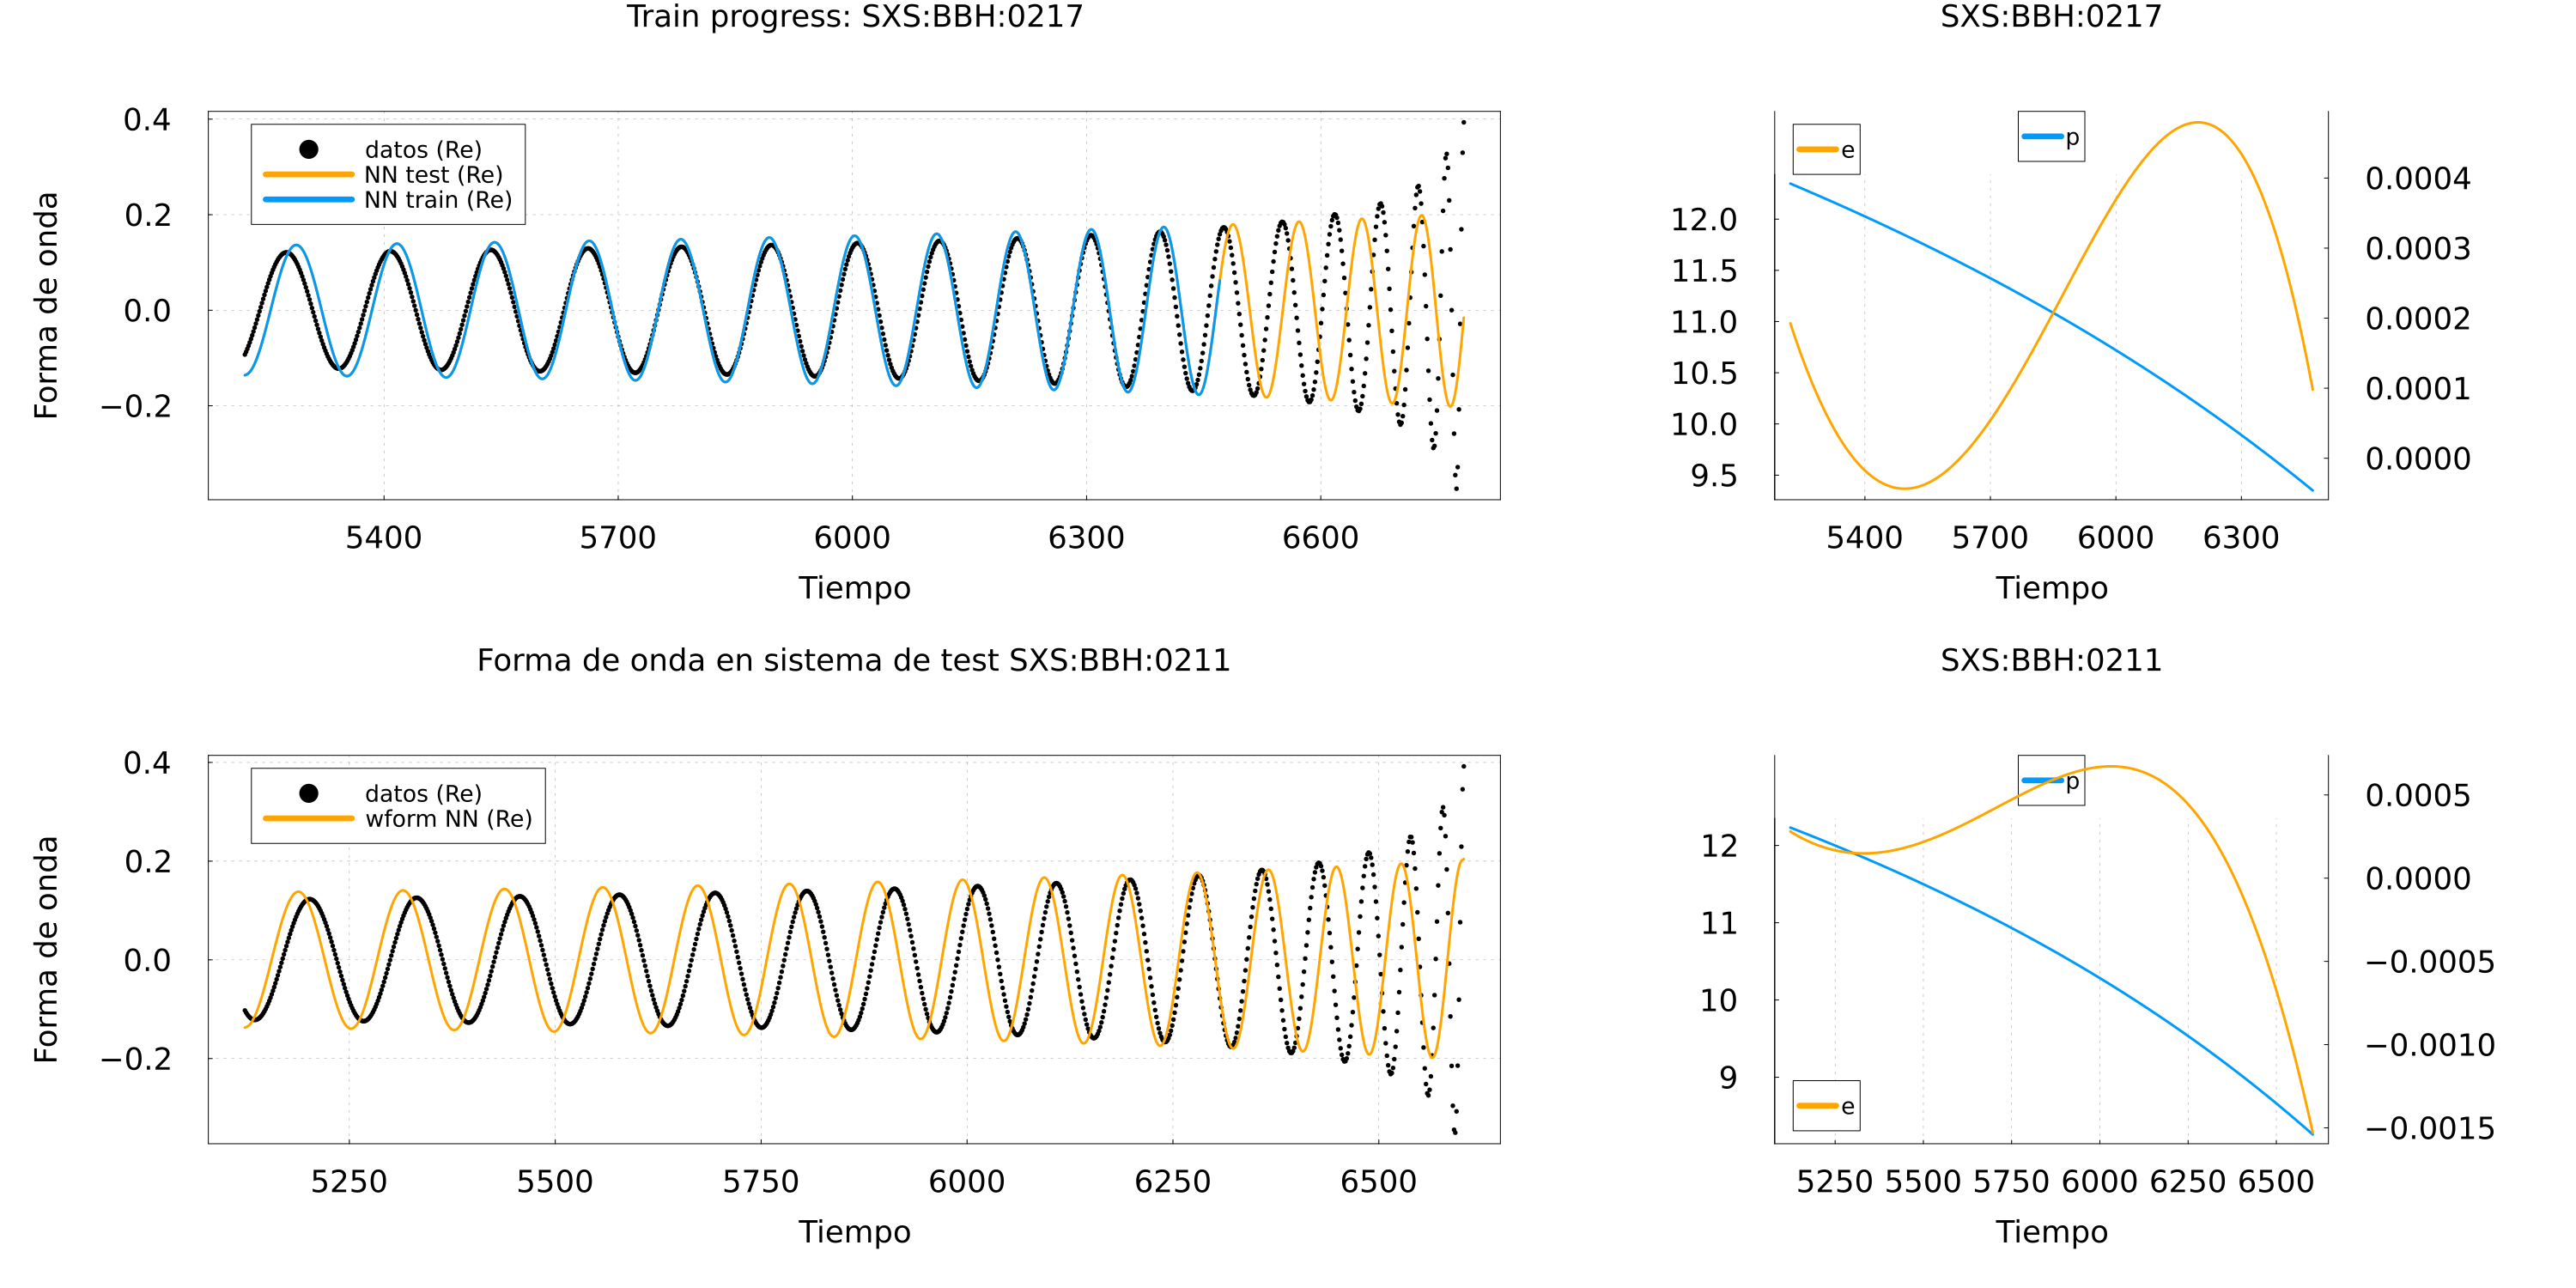 Train progress: SXS:BBH:0217
0.4
0.2
0.0
−0.2
Forma de onda
datos (Re)
NN test (Re)
NN train (Re)
5400
5700
6000
6300
6600
Tiempo
SXS:BBH:0217
e
p
12.0
11.5
11.0
10.5
10.0
9.5
0.0004
0.0003
0.0002
0.0001
0.0000
5400
5700
6000
6300
Tiempo
Forma de onda en sistema de test SXS:BBH:0211
0.4
0.2
0.0
−0.2
Forma de onda
datos (Re)
wform NN (Re)
5250
5500
5750
6000
6250
6500
Tiempo
SXS:BBH:0211
p
e
12
11
10
9
0.0005
0.0000
−0.0005
−0.0010
−0.0015
5250
5500
5750
6000
6250
6500
Tiempo